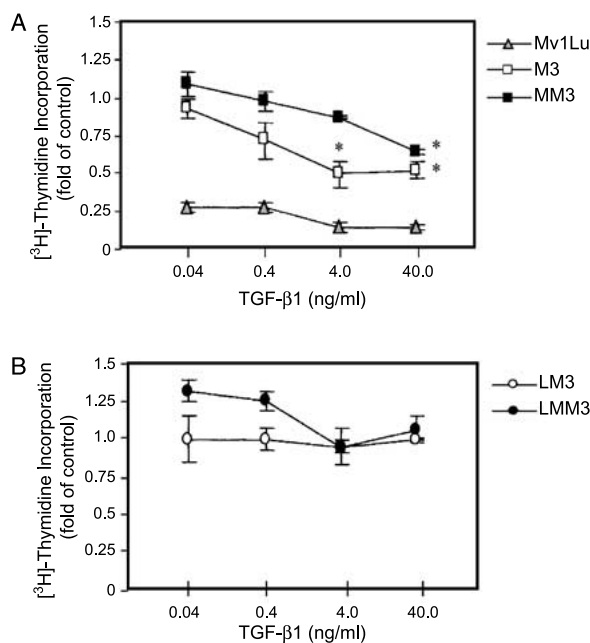 A
[³H]-Thymidine Incorporation
(fold of control)
1.5
1.25
1.0
0.75
0.5
0.25
0
*
*
*
0.04
0.4
4.0
40.0
TGF-β1 (ng/ml)
Mv1Lu
M3
MM3
B
[³H]-Thymidine Incorporation
(fold of control)
1.5
1.25
1.0
0.75
0.5
0.25
0
0.04
0.4
4.0
40.0
TGF-β1 (ng/ml)
LM3
LMM3